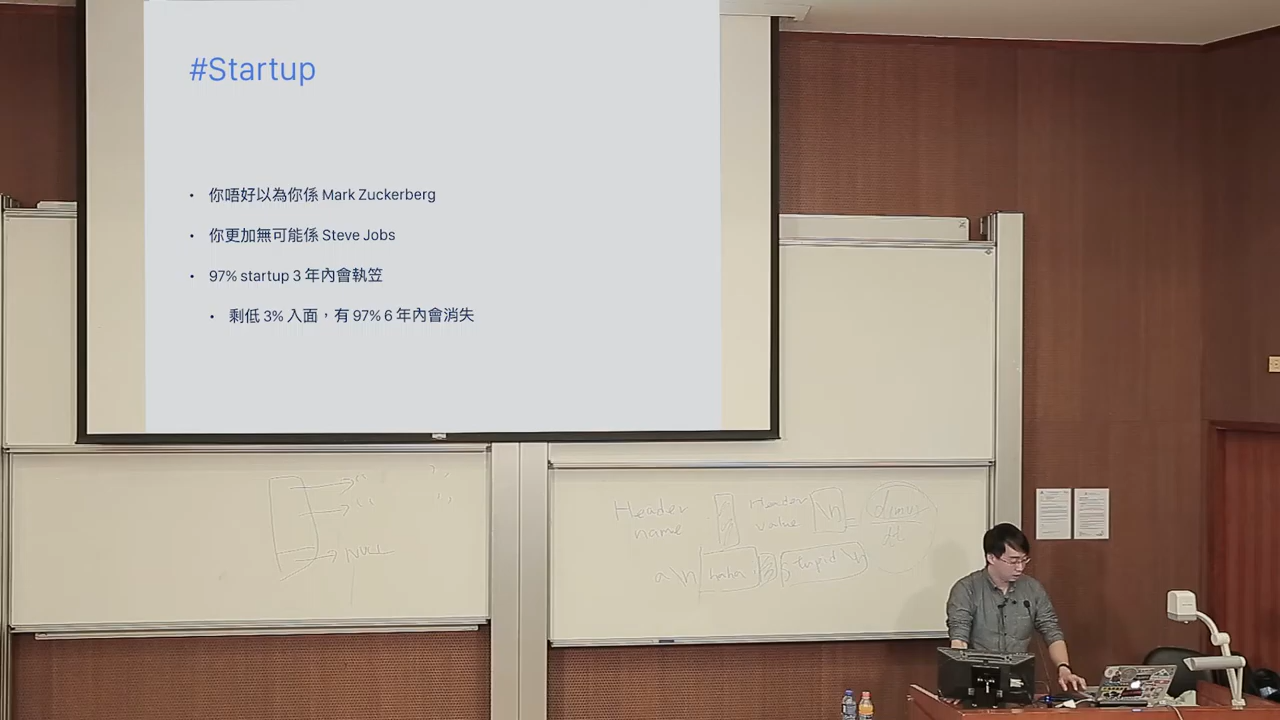 #Startup
• 你唔好以為你係 Mark Zuckerberg
• 你更加無可能係 Steve Jobs
• 97% startup 3 年內會執笠
• 剩低 3% 入面，有 97% 6 年內會消失
NULL
Header name Header value \n
a \n haha stupid \n